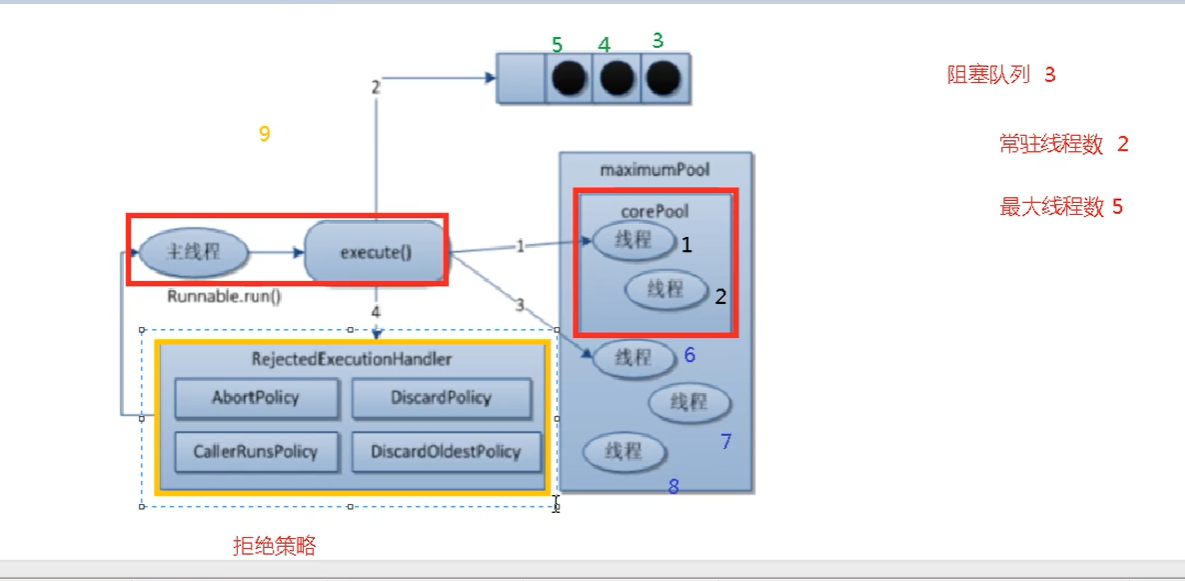 5 4 3
阻塞队列 3
2
9
常驻线程数 2
maximumPool
最大线程数 5
corePool
主线程
execute()
1
线程 1
线程 2
Runnable.run()
3
4
线程 6
RejectedExecutionHandler
AbortPolicy
DiscardPolicy
线程
7
CallerRunsPolicy
DiscardOldestPolicy
线程
8
拒绝策略